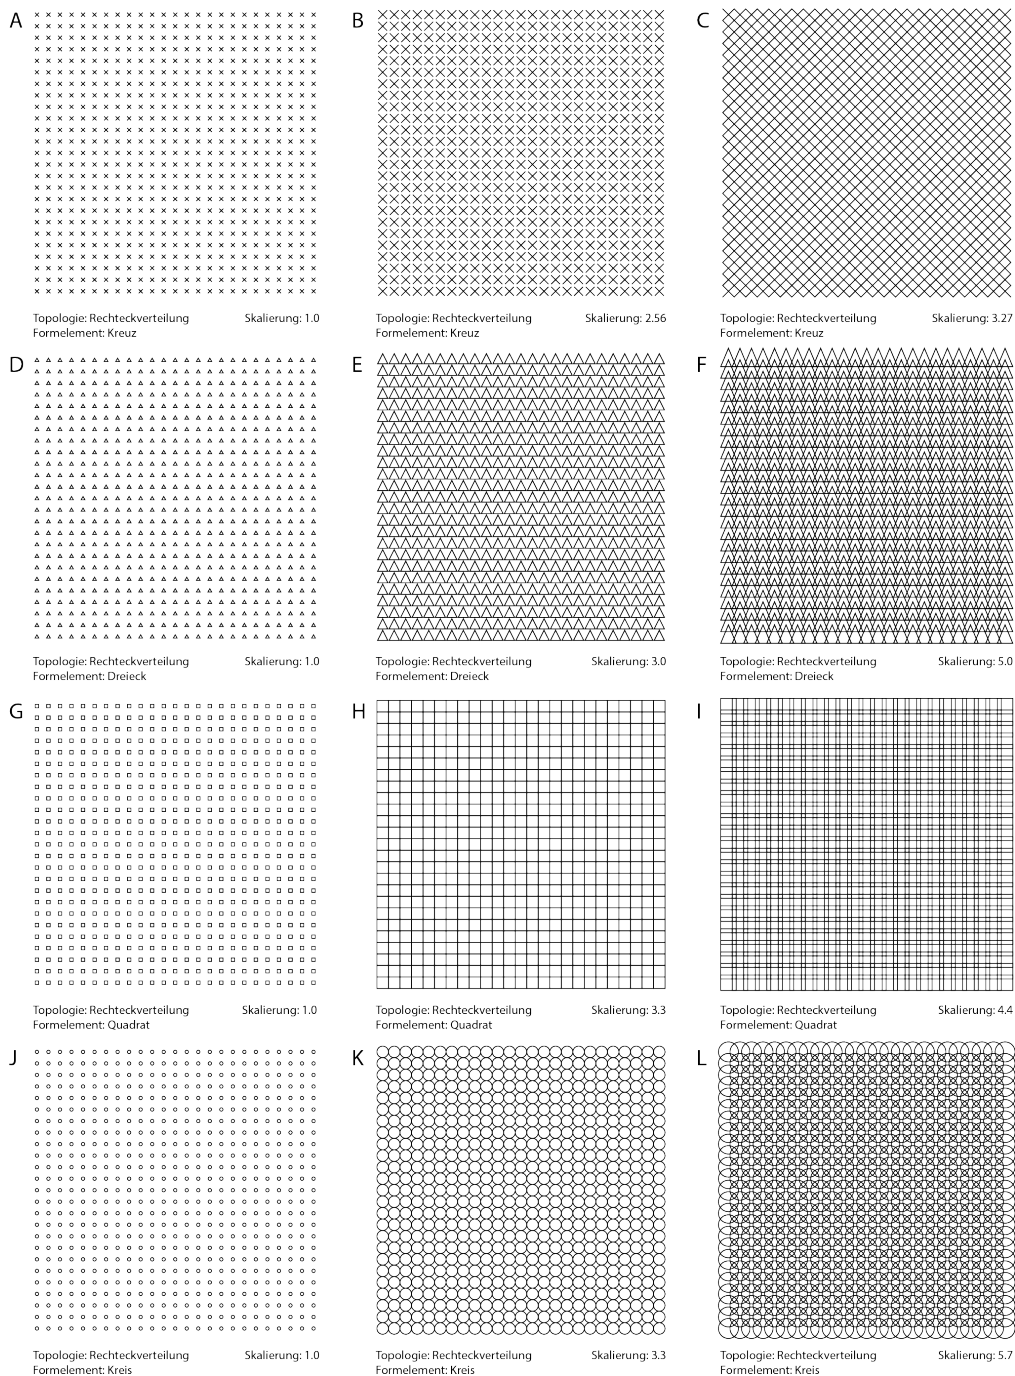 A
B
C
Topologie: Rechteckverteilung Skalierung: 1.0
Formelement: Kreuz
Topologie: Rechteckverteilung Skalierung: 2.56
Formelement: Kreuz
Topologie: Rechteckverteilung Skalierung: 3.27
Formelement: Kreuz
D
E
F
Topologie: Rechteckverteilung Skalierung: 1.0
Formelement: Dreieck
Topologie: Rechteckverteilung Skalierung: 3.0
Formelement: Dreieck
Topologie: Rechteckverteilung Skalierung: 5.0
Formelement: Dreieck
G
H
I
Topologie: Rechteckverteilung Skalierung: 1.0
Formelement: Quadrat
Topologie: Rechteckverteilung Skalierung: 3.3
Formelement: Quadrat
Topologie: Rechteckverteilung Skalierung: 4.4
Formelement: Quadrat
J
K
L
Topologie: Rechteckverteilung Skalierung: 1.0
Formelement: Kreis
Topologie: Rechteckverteilung Skalierung: 3.3
Formelement: Kreis
Topologie: Rechteckverteilung Skalierung: 5.7
Formelement: Kreis